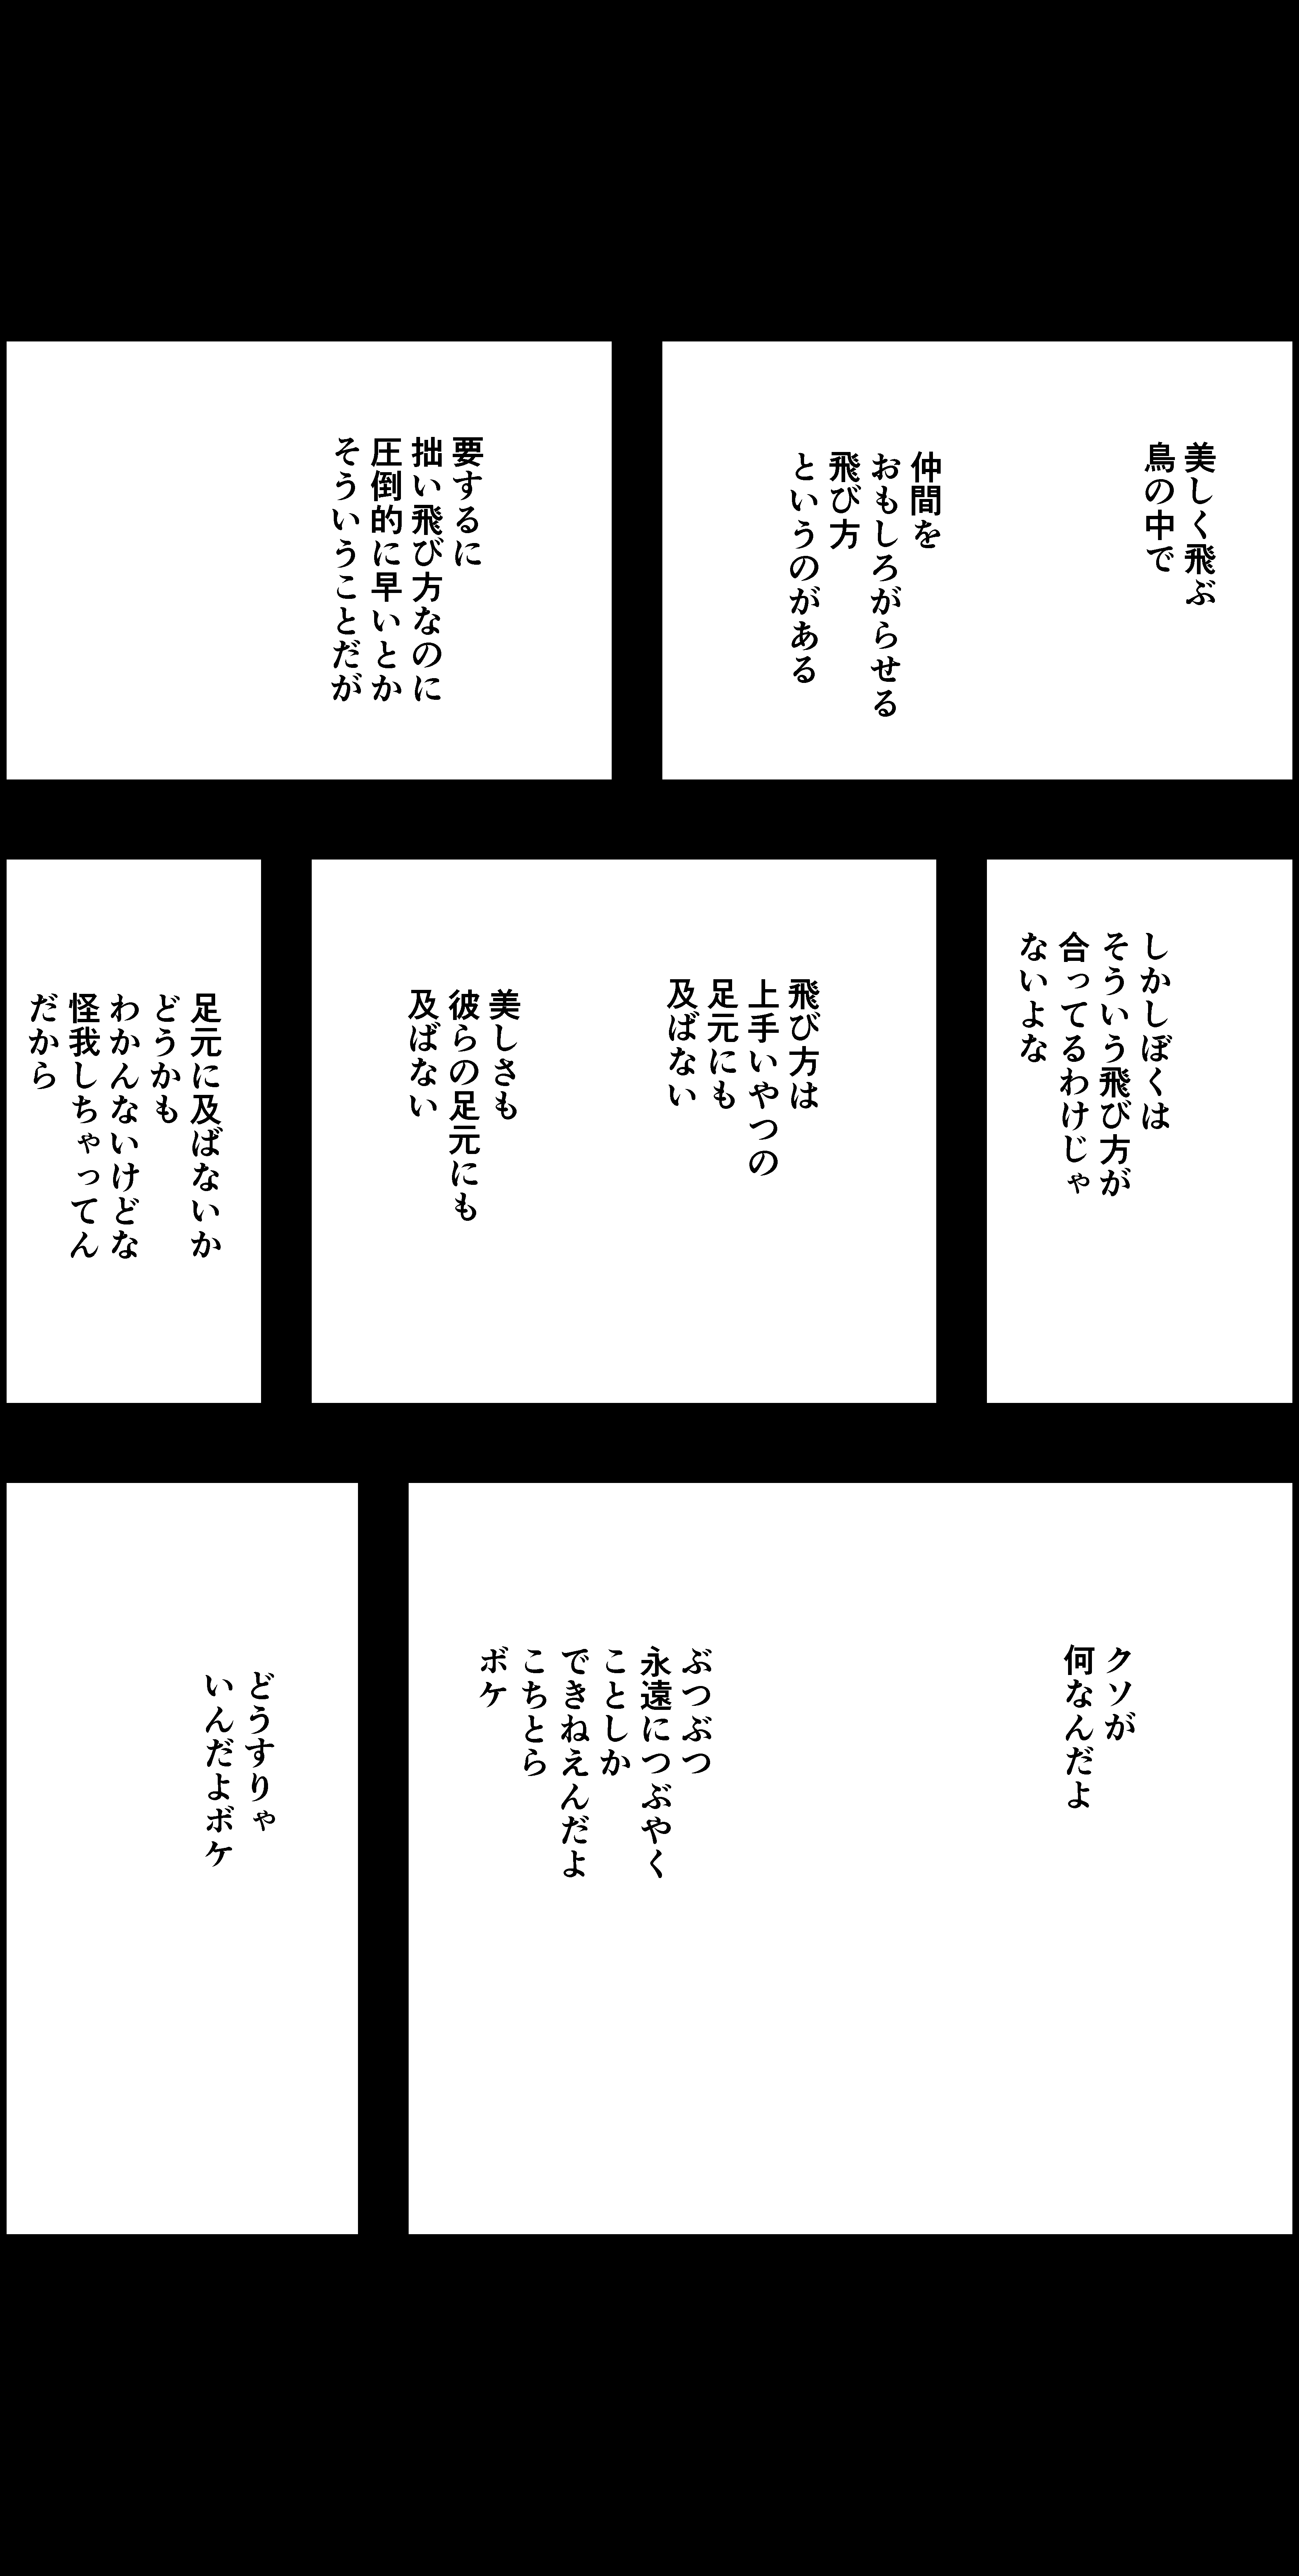 美しく飛ぶ
鳥の中で
仲間を
おもしろがらせる
飛び方
というのがある
要するに
拙い飛び方なのに
圧倒的に早いとか
そういうことだが
しかしぼくは
そういう飛び方が
合ってるわけじゃ
ないよな
飛び方は
上手いやつの
足元にも
及ばない
美しさも
彼らの足元にも
及ばない
足元に及ばないか
どうかも
わかんないけどな
怪我しちゃってん
だから
クソが
何なんだよ
ぶつぶつ
永遠につぶやく
ことしか
できねえんだよ
こちとら
ボケ
どうすりゃ
いんだよボケ